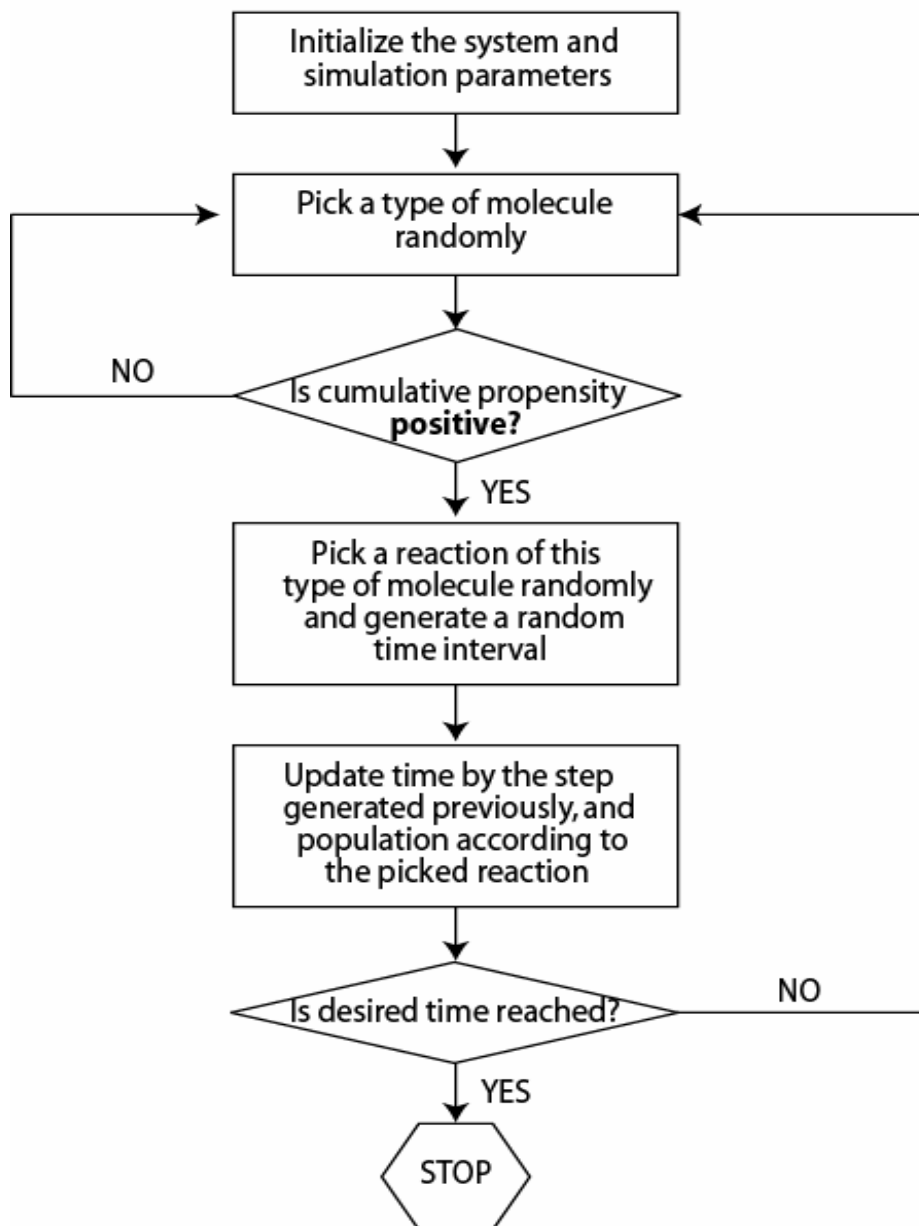 Initialize the system and
simulation parameters
Pick a type of molecule
randomly
NO
Is cumulative propensity
positive?
YES
Pick a reaction of this
type of molecule randomly
and generate a random
time interval
Update time by the step
generated previously, and
population according to
the picked reaction
Is desired time reached?
NO
YES
STOP